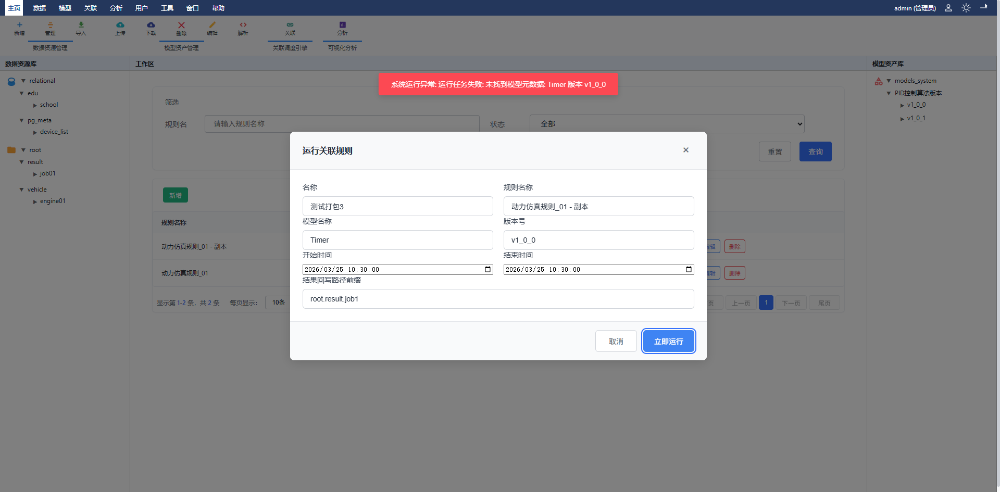 主页 数据 模型 关联 分析 用户 工具 窗口 帮助 admin (管理员)
新增 管理 导入 上传 下载 删除 编辑 解析 关联 分析
数据资源管理 模型资产管理 关联调度引擎 可视化分析
数据资源库 工作区 模型资产库
relational
edu
school
pg_meta
device_list
root
result
job01
vehicle
engine01
系统运行异常: 运行任务失败: 未找到模型元数据: Timer 版本 v1_0_0
筛选
规则名 请输入规则名称 状态 全部
重置 查询
新增
规则名称
动力仿真规则_01 - 副本 编辑 删除
动力仿真规则_01 编辑 删除
显示第 1-2 条，共 2 条 每页显示: 10条 页 上一页 1 下一页 尾页
运行关联规则 ×
名称 规则名称
测试打包3 动力仿真规则_01 - 副本
模型名称 版本号
Timer v1_0_0
开始时间 结束时间
2026/03/25 10:30:00 2026/03/25 10:30:00
结果回写路径前缀
root.result.job1
取消 立即运行
models_system
PID控制算法版本
v1_0_0
v1_0_1